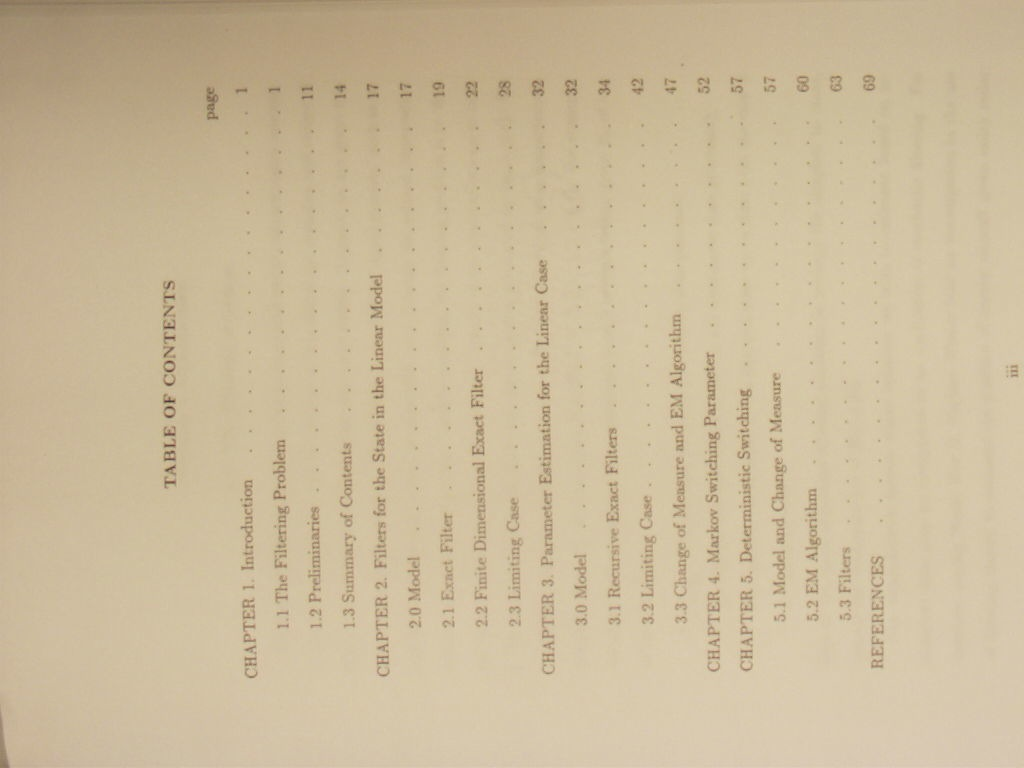 TABLE OF CONTENTS
page
CHAPTER 1. Introduction . . . . . . . . . . . . . 1
1.1 The Filtering Problem . . . . . . . . . . . . 1
1.2 Preliminaries . . . . . . . . . . . . . . 11
1.3 Summary of Contents . . . . . . . . . . . . 14
CHAPTER 2. Filters for the State in the Linear Model . . . . . 17
2.0 Model . . . . . . . . . . . . . . . . 17
2.1 Exact Filter . . . . . . . . . . . . . . 19
2.2 Finite Dimensional Exact Filter . . . . . . . . . 22
2.3 Limiting Case . . . . . . . . . . . . . . 28
CHAPTER 3. Parameter Estimation for the Linear Case . . . . . 32
3.0 Model . . . . . . . . . . . . . . . . 32
3.1 Recursive Exact Filters . . . . . . . . . . . . 34
3.2 Limiting Case . . . . . . . . . . . . . . 42
3.3 Change of Measure and EM Algorithm . . . . . . . 47
CHAPTER 4. Markov Switching Parameter . . . . . . . . 52
CHAPTER 5. Deterministic Switching . . . . . . . . . 57
5.1 Model and Change of Measure . . . . . . . . . 57
5.2 EM Algorithm . . . . . . . . . . . . . . 60
5.3 Filters . . . . . . . . . . . . . . . . 63
REFERENCES . . . . . . . . . . . . . . . 69
iii